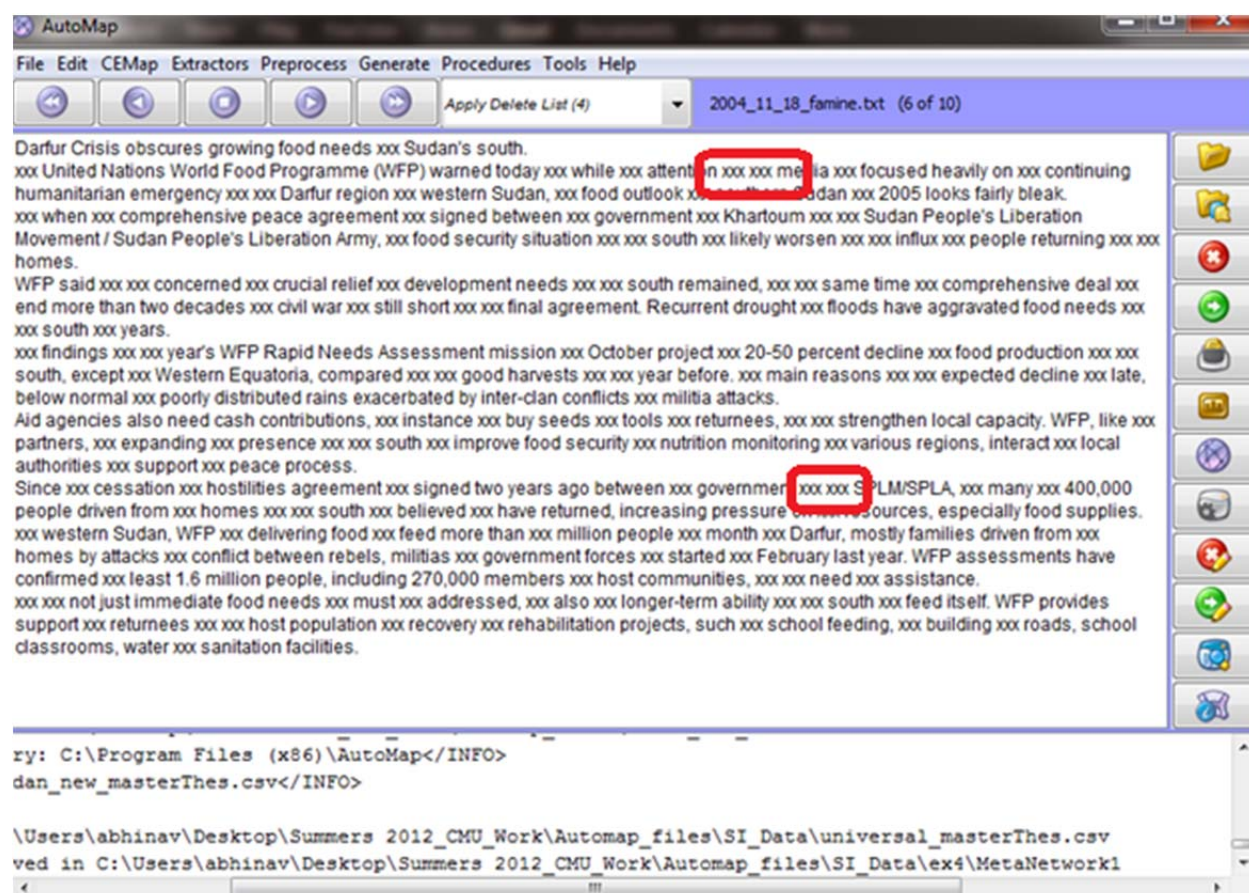 AutoMap
File Edit CEMap Extractors Preprocess Generate Procedures Tools Help
Apply Delete List (4) 2004_11_18_famine.txt (6 of 10)
Darfur Crisis obscures growing food needs xxx Sudan's south.
xxx United Nations World Food Programme (WFP) warned today xxx while xxx attention xxx xxx media xxx focused heavily on xxx continuing
humanitarian emergency xxx xxx Darfur region xxx western Sudan, xxx food outlook xxx southern Sudan xxx 2005 looks fairly bleak.
xxx when xxx comprehensive peace agreement xxx signed between xxx government xxx Khartoum xxx xxx Sudan People's Liberation
Movement / Sudan People's Liberation Army, xxx food security situation xxx xxx south xxx likely worsen xxx xxx influx xxx people returning xxx xxx
homes.
WFP said xxx xxx concerned xxx crucial relief xxx development needs xxx xxx south remained, xxx xxx same time xxx comprehensive deal xxx
end more than two decades xxx civil war xxx still short xxx xxx final agreement. Recurrent drought xxx floods have aggravated food needs xxx
xxx south xxx years.
xxx findings xxx xxx year's WFP Rapid Needs Assessment mission xxx October project xxx 20-50 percent decline xxx food production xxx xxx
south, except xxx Western Equatoria, compared xxx xxx good harvests xxx xxx year before. xxx main reasons xxx xxx expected decline xxx late,
below normal xxx poorly distributed rains exacerbated by inter-clan conflicts xxx militia attacks.
Aid agencies also need cash contributions, xxx instance xxx buy seeds xxx tools xxx returnees, xxx xxx strengthen local capacity. WFP, like xxx
partners, xxx expanding xxx presence xxx xxx south xxx improve food security xxx nutrition monitoring xxx various regions, interact xxx local
authorities xxx support xxx peace process.
Since xxx cessation xxx hostilities agreement xxx signed two years ago between xxx government xxx xxx SPLM/SPLA, xxx many xxx 400,000
people driven from xxx homes xxx xxx south xxx believed xxx have returned, increasing pressure xxx resources, especially food supplies.
xxx western Sudan, WFP xxx delivering food xxx feed more than xxx million people xxx month xxx Darfur, mostly families driven from xxx
homes by attacks xxx conflict between rebels, militias xxx government forces xxx started xxx February last year. WFP assessments have
confirmed xxx least 1.6 million people, including 270,000 members xxx host communities, xxx xxx need xxx assistance.
xxx xxx not just immediate food needs xxx must xxx addressed, xxx also xxx longer-term ability xxx xxx south xxx feed itself. WFP provides
support xxx returnees xxx xxx host population xxx recovery xxx rehabilitation projects, such xxx school feeding, xxx building xxx roads, school
classrooms, water xxx sanitation facilities.
ry: C:\Program Files (x86)\AutoMap</INFO>
dan_new_masterThes.csv</INFO>
\Users\abhinav\Desktop\Summers 2012_CMU_Work\Automap_files\SI_Data\universal_masterThes.csv
ved in C:\Users\abhinav\Desktop\Summers 2012_CMU_Work\Automap_files\SI_Data\ex4\MetaNetwork1